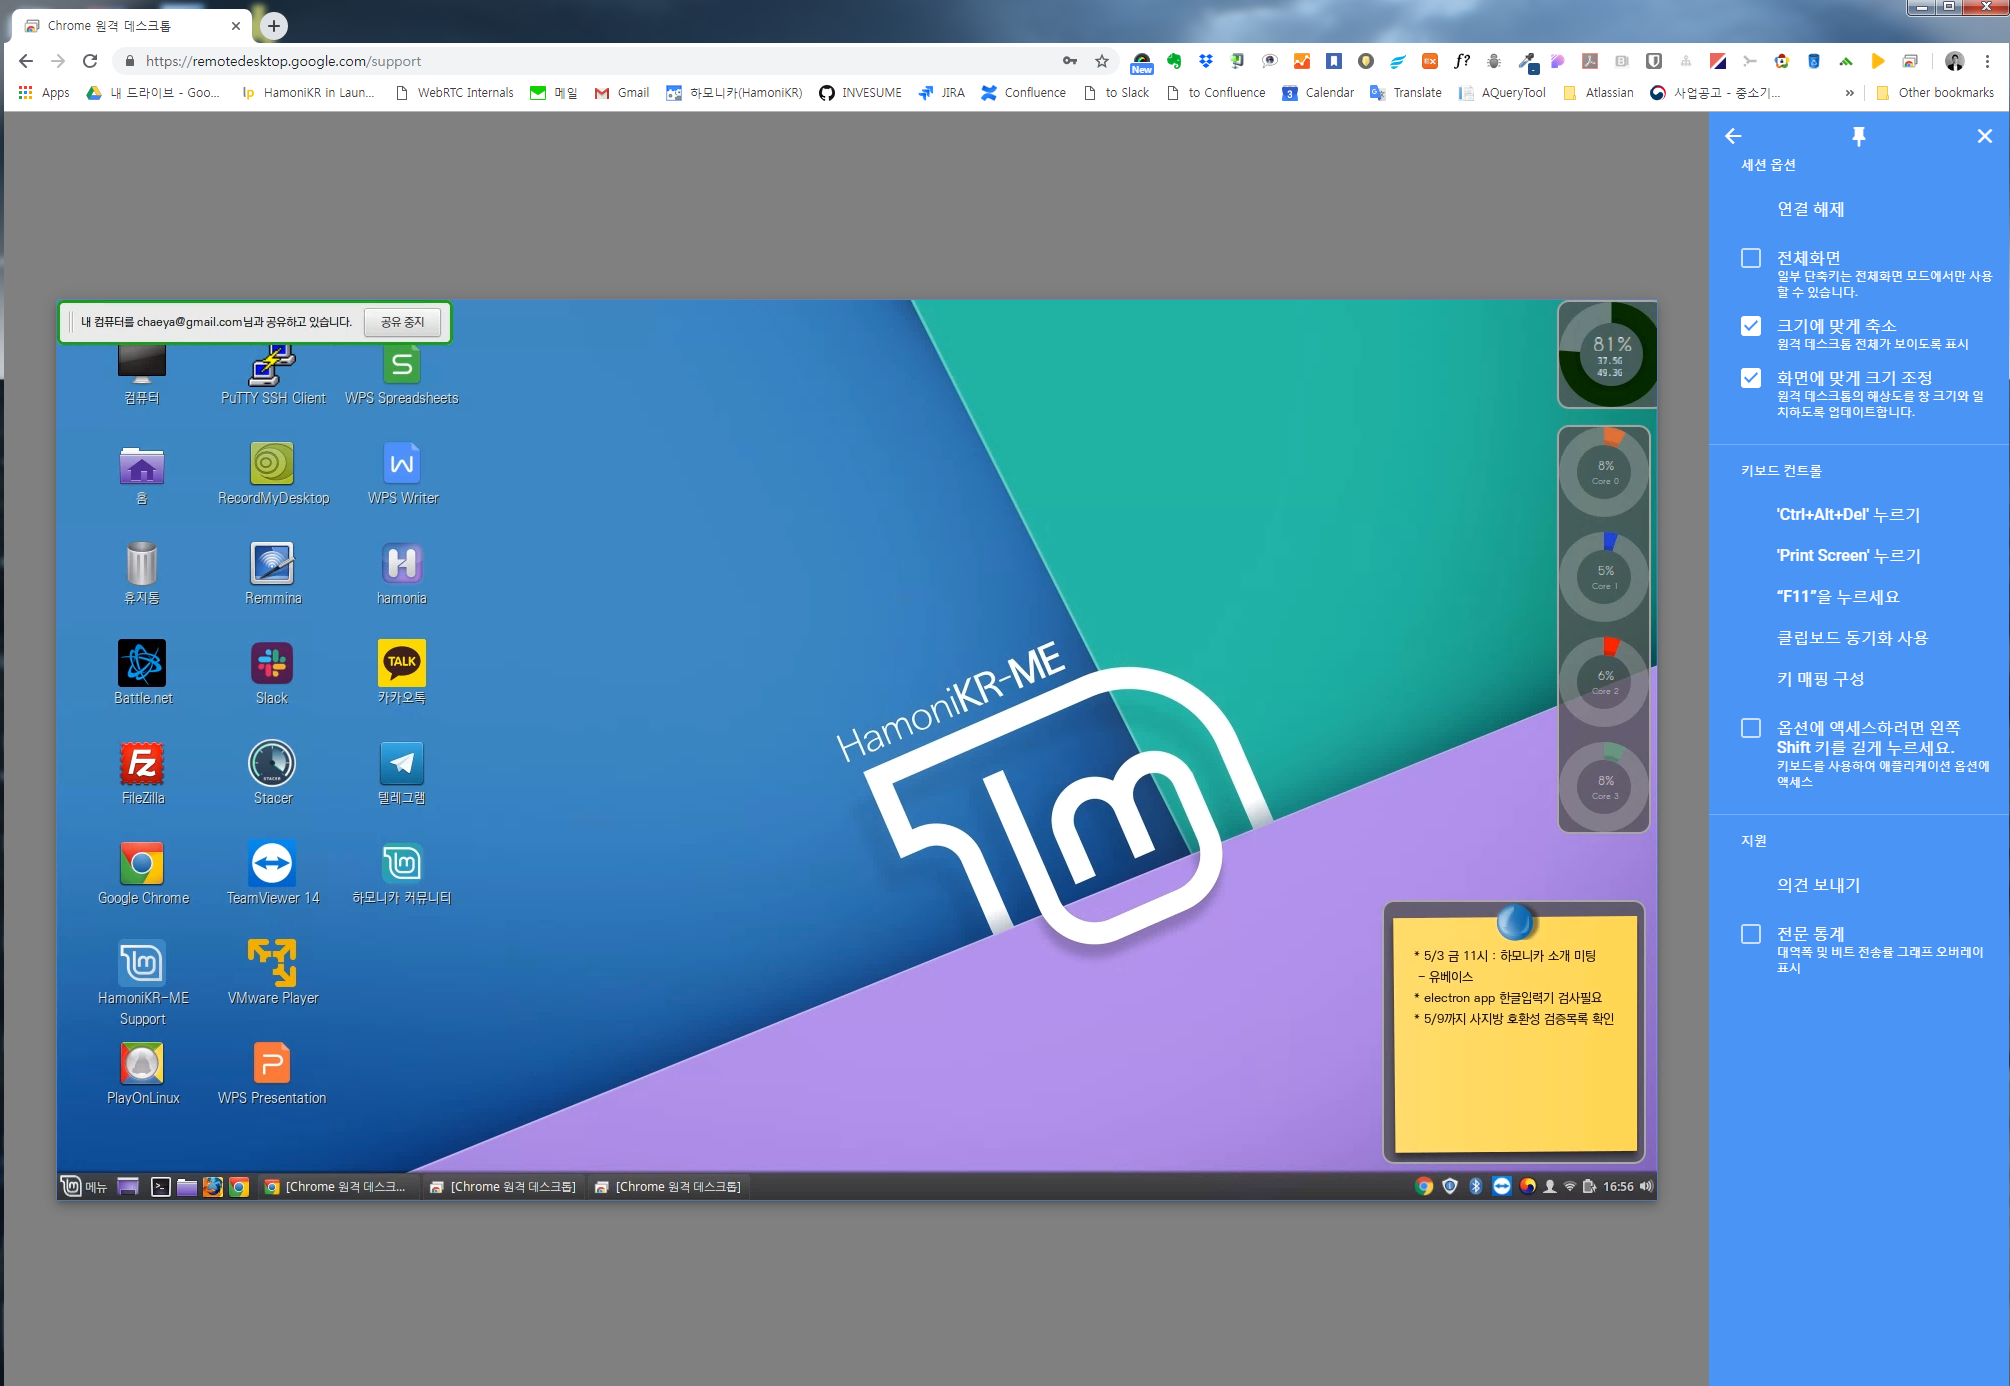 Chrome 원격 데스크톱
https://remotedesktop.google.com/support
New
Apps
내 드라이브 - Goo...
lp HamoniKR in Laun...
WebRTC Internals
메일
Gmail
하모니카(HamoniKR)
INVESUME
JIRA
Confluence
to Slack
to Confluence
3 Calendar
Translate
AQueryTool
Atlassian
사업공고 - 중소기...
»
Other bookmarks
세션 옵션
연결 해제
전체화면
일부 단축키는 전체화면 모드에서만 사용
할 수 있습니다.
크기에 맞게 축소
원격 데스크톱 전체가 보이도록 표시
화면에 맞게 크기 조정
원격 데스크톱의 해상도를 창 크기와 일
치하도록 업데이트합니다.
키보드 컨트롤
'Ctrl+Alt+Del' 누르기
'Print Screen' 누르기
“F11”을 누르세요
클립보드 동기화 사용
키 매핑 구성
옵션에 액세스하려면 왼쪽
Shift 키를 길게 누르세요.
키보드를 사용하여 애플리케이션 옵션에
액세스
지원
의견 보내기
전문 통계
대역폭 및 비트 전송률 그래프 오버레이
표시
내 컴퓨터를 chaeya@gmail.com님과 공유하고 있습니다.
공유 중지
컴퓨터
PuTTY SSH Client
WPS Spreadsheets
홈
RecordMyDesktop
WPS Writer
휴지통
Remmina
hamonia
Battle.net
Slack
TALK
카카오톡
FileZilla
STACER
Stacer
텔레그램
Google Chrome
TeamViewer 14
하모니카 커뮤니티
HamoniKR-ME
Support
VMware Player
PlayOnLinux
WPS Presentation
HamoniKR-ME
81%
37.5G
49.3G
8%
Core 0
5%
Core 1
6%
Core 2
8%
Core 3
* 5/3 금 11시 : 하모니카 소개 미팅
- 유베이스
* electron app 한글입력기 검사필요
* 5/9까지 사지방 호환성 검증목록 확인
메뉴
[Chrome 원격 데스크...
[Chrome 원격 데스크톱]
[Chrome 원격 데스크톱]
16:56